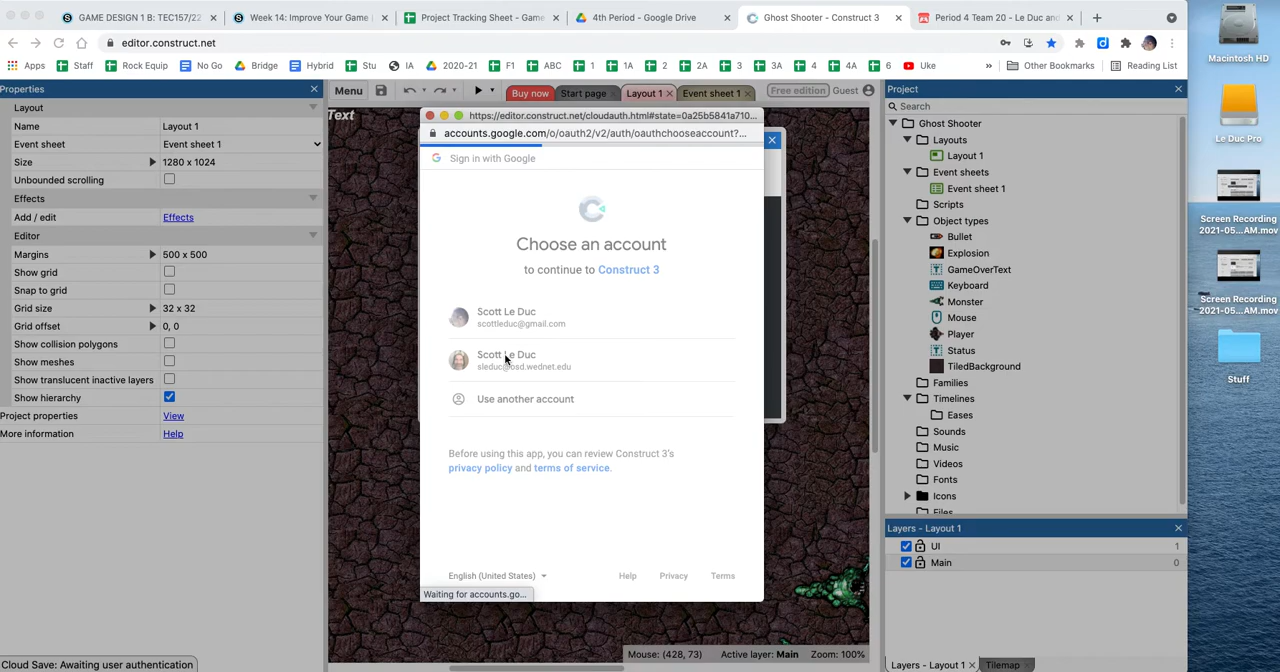 GAME DESIGN 1 B: TEC157/22
Week 14: Improve Your Game
Project Tracking Sheet - Game
4th Period - Google Drive
Ghost Shooter - Construct 3
Period 4 Team 20 - Le Duc and
editor.construct.net
Apps Staff Rock Equip No Go Bridge Hybrid Stu IA 2020-21 F1 ABC 1 1A 2 2A 3 3A 4 4A 6 Uke » Other Bookmarks Reading List
Properties
Layout
Name Layout 1
Event sheet Event sheet 1
Size 1280 x 1024
Unbounded scrolling
Effects
Add / edit Effects
Editor
Margins 500 x 500
Show grid
Snap to grid
Grid size 32 x 32
Grid offset 0, 0
Show collision polygons
Show meshes
Show translucent inactive layers
Show hierarchy
Project properties View
More information Help
Cloud Save: Awaiting user authentication
Menu Buy now Start page Layout 1 Event sheet 1 Free edition Guest
Text
https://editor.construct.net/cloudauth.html#state=0a25b5841a710...
accounts.google.com/o/oauth2/v2/auth/oauthchooseaccount?...
Sign in with Google
Choose an account
to continue to Construct 3
Scott Le Duc
scottleduc@gmail.com
Scott Le Duc
sleduc@osd.wednet.edu
Use another account
Before using this app, you can review Construct 3's
privacy policy and terms of service.
English (United States) Help Privacy Terms
Waiting for accounts.go...
Mouse: (428, 73) Active layer: Main Zoom: 100%
Project
Search
Ghost Shooter
Layouts
Layout 1
Event sheets
Event sheet 1
Scripts
Object types
Bullet
Explosion
GameOverText
Keyboard
Monster
Mouse
Player
Status
TiledBackground
Families
Timelines
Eases
Sounds
Music
Videos
Fonts
Icons
Files
Layers - Layout 1
UI 1
Main 0
Layers - Layout 1 Tilemap
Macintosh HD
Le Duc Pro
Screen Recording
2021-05...AM.mov
Screen Recording
2021-05...AM.mov
Stuff